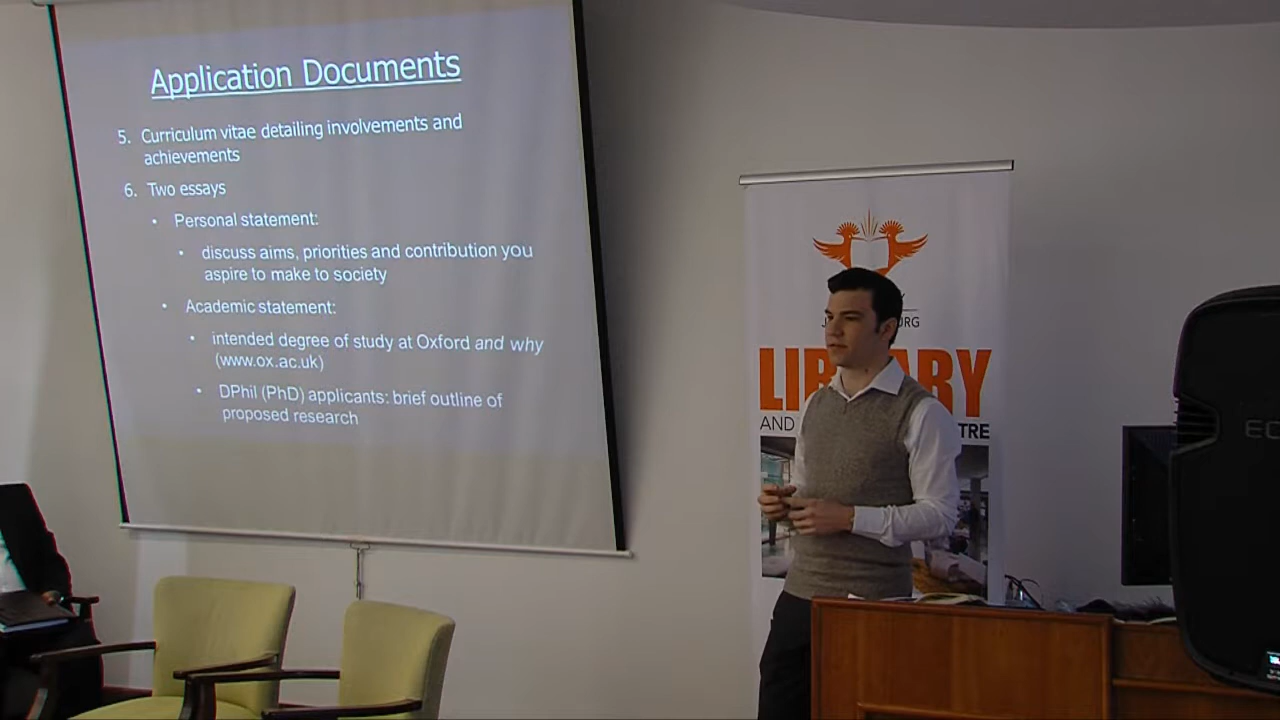 Application Documents
5. Curriculum vitae detailing involvements and
achievements
6. Two essays
• Personal statement:
• discuss aims, priorities and contribution you
aspire to make to society
• Academic statement:
• intended degree of study at Oxford and why
(www.ox.ac.uk)
• DPhil (PhD) applicants: brief outline of
proposed research
AND